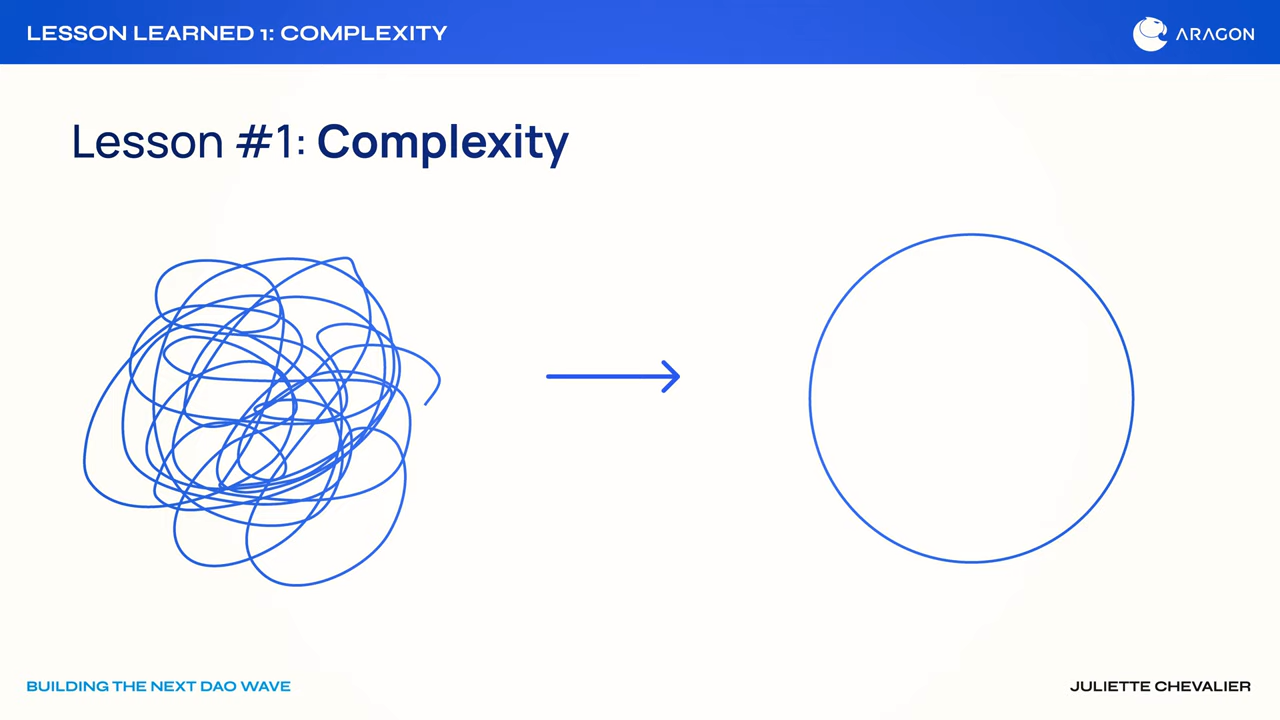 LESSON LEARNED 1: COMPLEXITY
ARAGON
Lesson #1: Complexity
BUILDING THE NEXT DAO WAVE
JULIETTE CHEVALIER